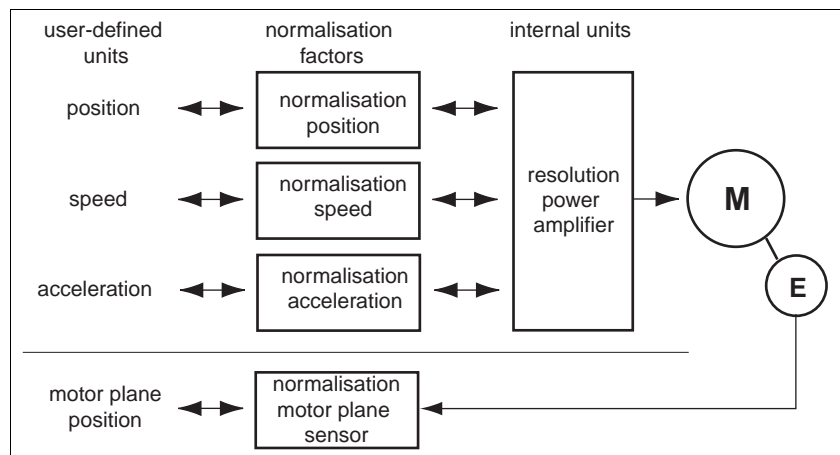 user-defined
units
normalisation
factors
internal units
position
normalisation
position
speed
normalisation
speed
acceleration
normalisation
acceleration
resolution
power
amplifier
M
E
motor plane
position
normalisation
motor plane
sensor